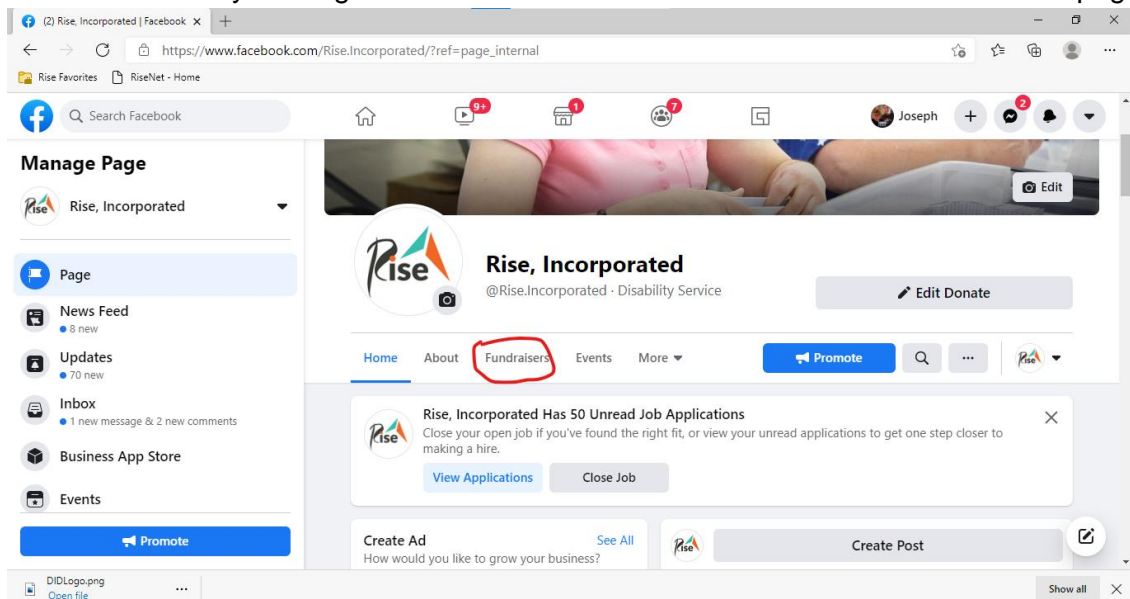 (2) Rise, Incorporated | Facebook
https://www.facebook.com/Rise.Incorporated/?ref=page_internal
Rise Favorites RiseNet - Home
Search Facebook
9+ 1 7 Joseph 2
Manage Page
Rise Rise, Incorporated
Page
News Feed
8 new
Updates
70 new
Inbox
1 new message & 2 new comments
Business App Store
Events
Promote
Edit
Rise
Rise, Incorporated
@Rise.Incorporated · Disability Service
Edit Donate
Home About Fundraisers Events More Promote Rise
Rise
Rise, Incorporated Has 50 Unread Job Applications
Close your open job if you've found the right fit, or view your unread applications to get one step closer to
making a hire.
View Applications Close Job
Create Ad See All
How would you like to grow your business?
Rise Create Post
DIDLogo.png
Open file
Show all